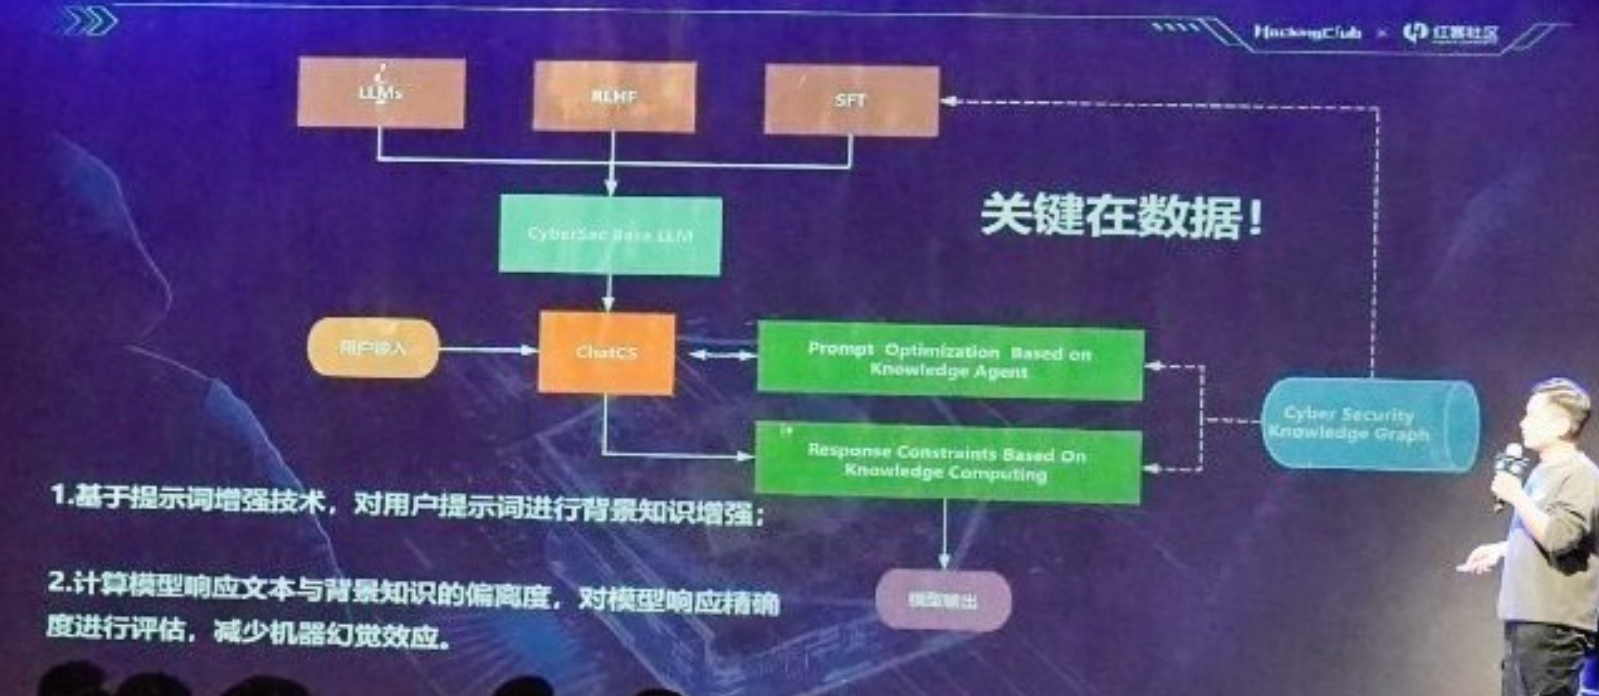 HackingClub × 红客社区
LLMs
RLHF
SFT
CyberSec Base LLM
关键在数据！
用户输入
ChatCS
Prompt Optimization Based on
Knowledge Agent
Cyber Security
Knowledge Graph
Response Constraints Based On
Knowledge Computing
1.基于提示词增强技术，对用户提示词进行背景知识增强；
模型输出
2.计算模型响应文本与背景知识的偏离度，对模型响应精确
度进行评估，减少机器幻觉效应。